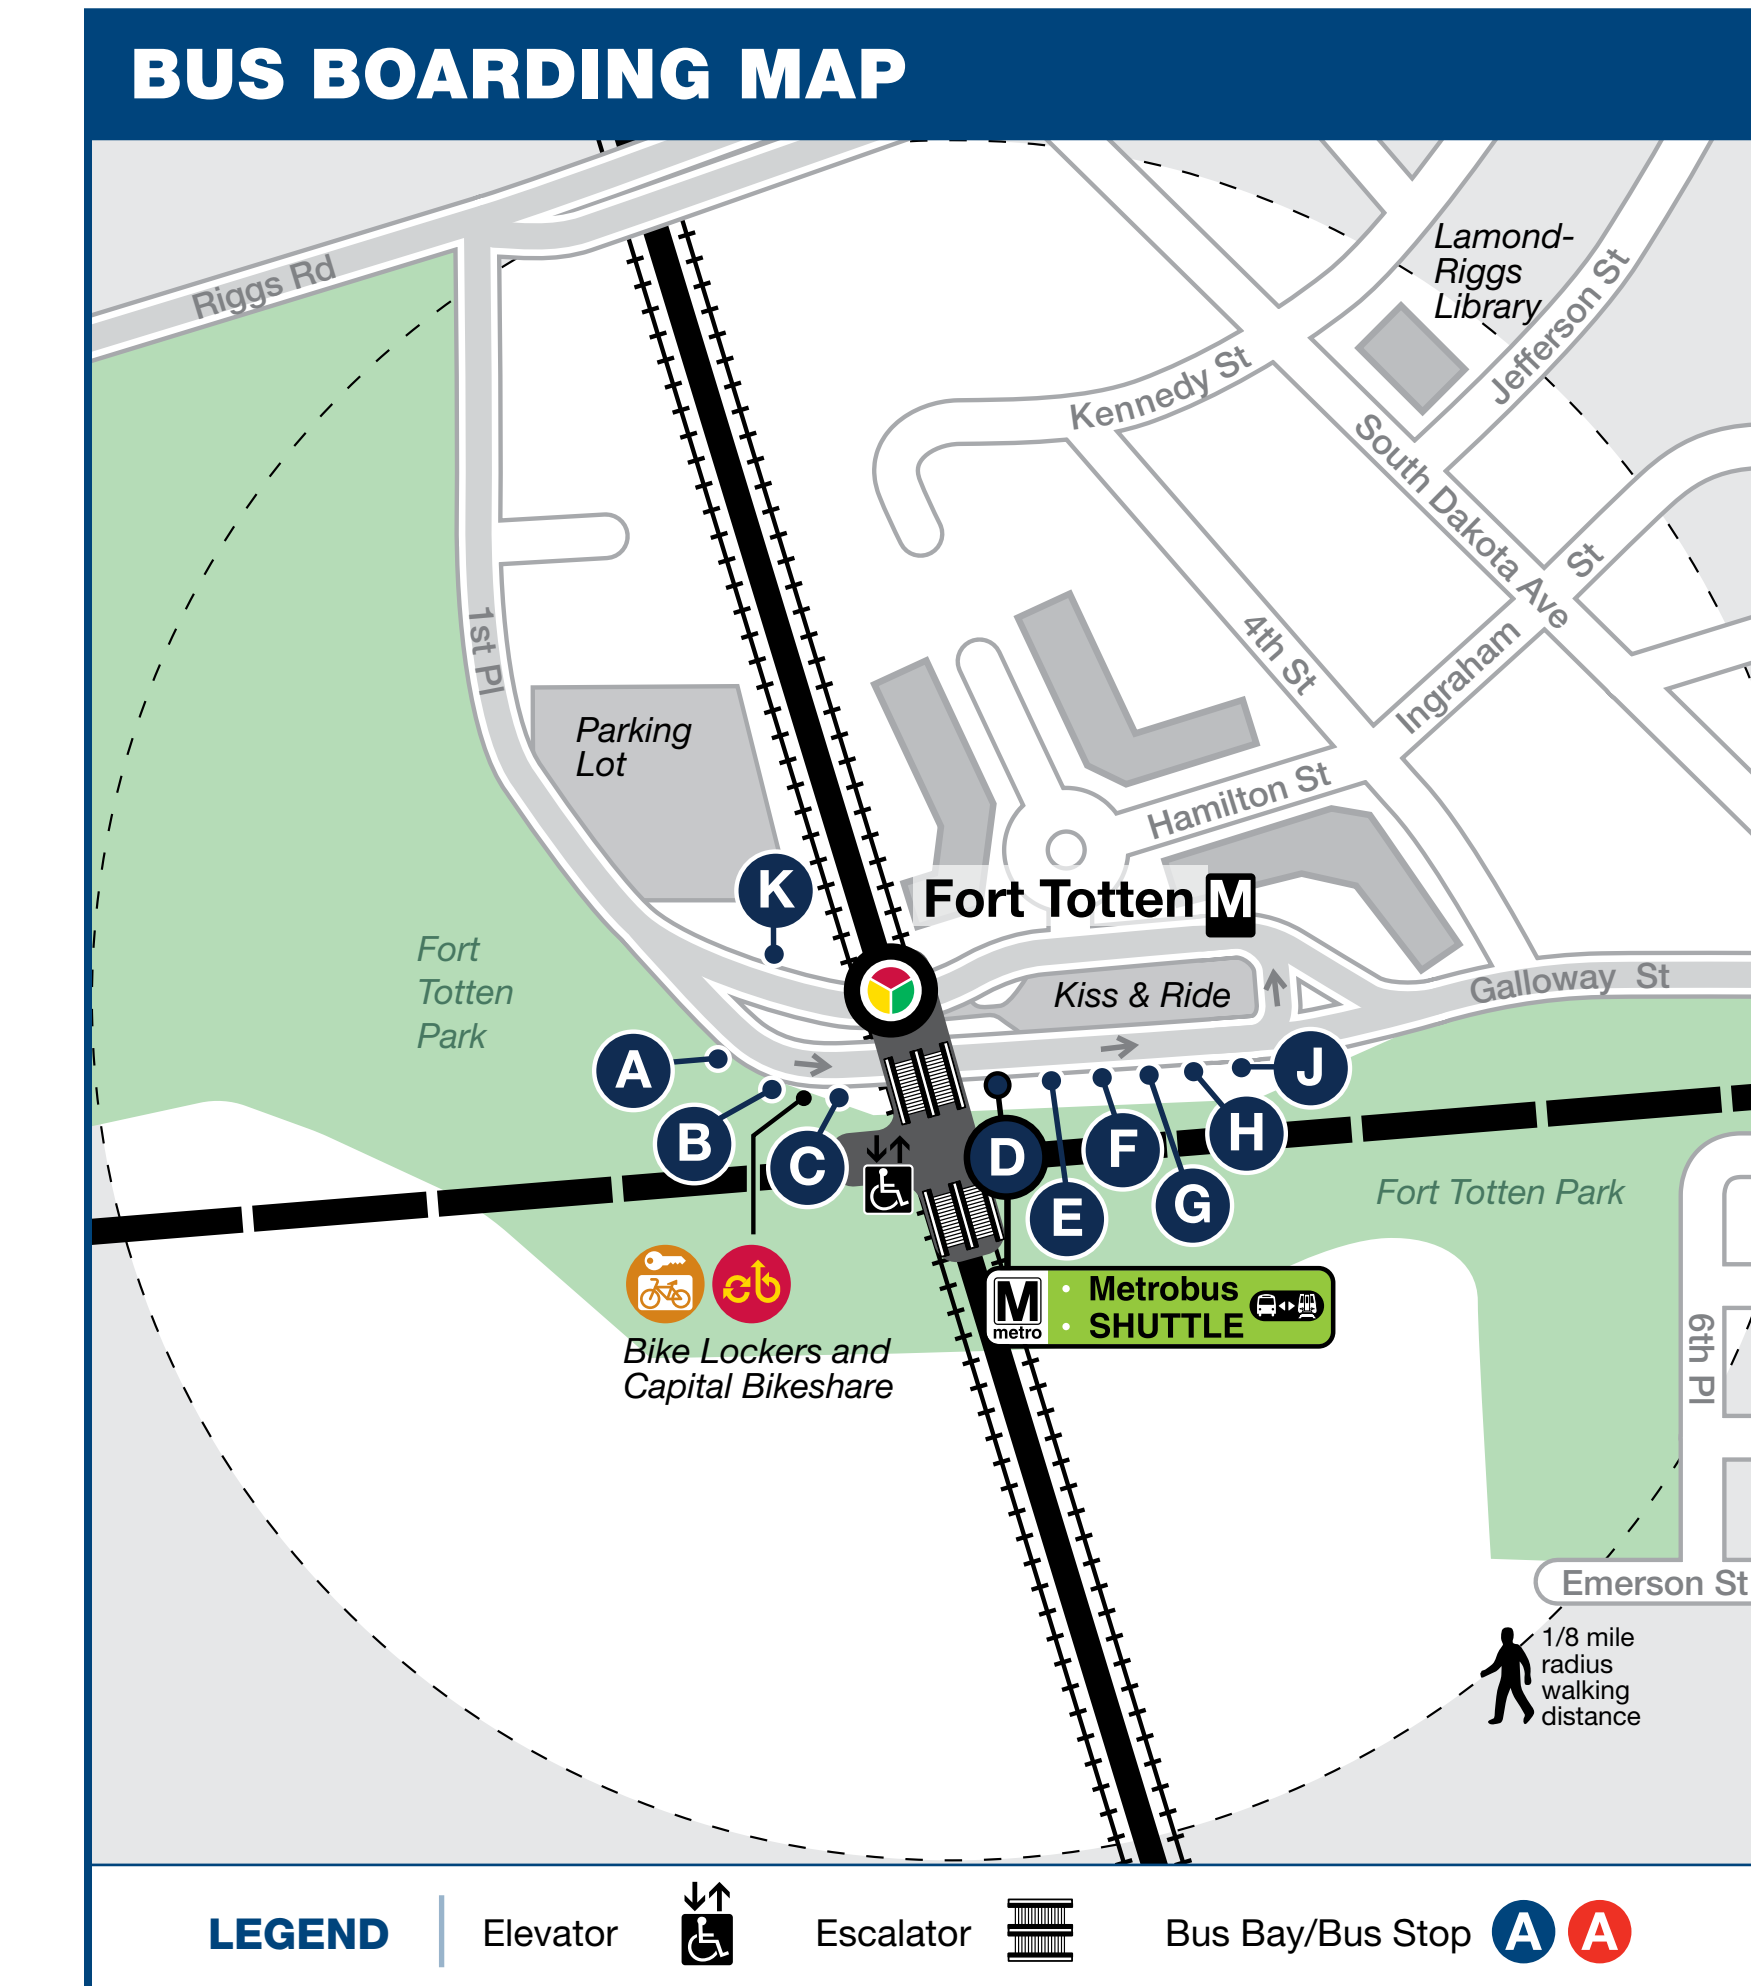 BUS BOARDING MAP
Lamond-
Riggs
Library
Riggs Rd
Jefferson St
Kennedy St
South Dakota Ave
Ingraham St
4th St
1st Pl
Parking
Lot
Hamilton St
K
Fort Totten M
Fort
Totten
Park
Kiss & Ride
Galloway St
A
B
C
D
E
F
G
H
J
Fort Totten Park
M
metro
• Metrobus
• SHUTTLE
Bike Lockers and
Capital Bikeshare
6th Pl
Emerson St
1/8 mile
radius
walking
distance
LEGEND
Elevator
Escalator
Bus Bay/Bus Stop A A